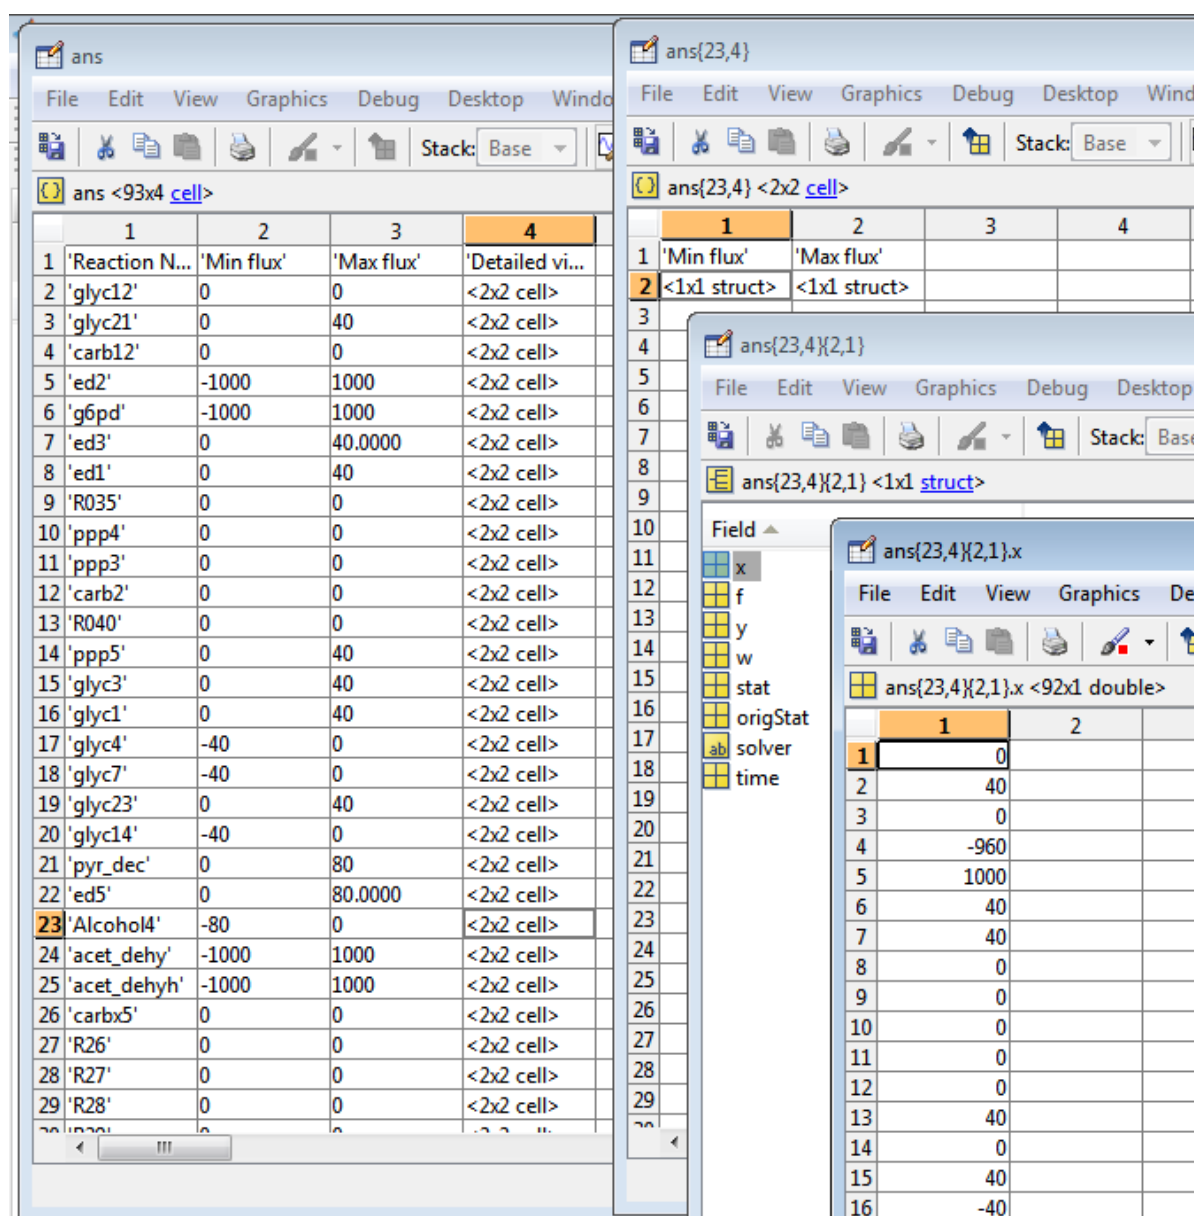 ans
File Edit View Graphics Debug Desktop Windo
Stack: Base
ans <93x4 cell>
1 2 3 4
1 'Reaction N... 'Min flux' 'Max flux' 'Detailed vi...
2 'glyc12' 0 0 <2x2 cell>
3 'glyc21' 0 40 <2x2 cell>
4 'carb12' 0 0 <2x2 cell>
5 'ed2' -1000 1000 <2x2 cell>
6 'g6pd' -1000 1000 <2x2 cell>
7 'ed3' 0 40.0000 <2x2 cell>
8 'ed1' 0 40 <2x2 cell>
9 'R035' 0 0 <2x2 cell>
10 'ppp4' 0 0 <2x2 cell>
11 'ppp3' 0 0 <2x2 cell>
12 'carb2' 0 0 <2x2 cell>
13 'R040' 0 0 <2x2 cell>
14 'ppp5' 0 40 <2x2 cell>
15 'glyc3' 0 40 <2x2 cell>
16 'glyc1' 0 40 <2x2 cell>
17 'glyc4' -40 0 <2x2 cell>
18 'glyc7' -40 0 <2x2 cell>
19 'glyc23' 0 40 <2x2 cell>
20 'glyc14' -40 0 <2x2 cell>
21 'pyr_dec' 0 80 <2x2 cell>
22 'ed5' 0 80.0000 <2x2 cell>
23 'Alcohol4' -80 0 <2x2 cell>
24 'acet_dehy' -1000 1000 <2x2 cell>
25 'acet_dehyh' -1000 1000 <2x2 cell>
26 'carbx5' 0 0 <2x2 cell>
27 'R26' 0 0 <2x2 cell>
28 'R27' 0 0 <2x2 cell>
29 'R28' 0 0 <2x2 cell>
ans{23,4}
File Edit View Graphics Debug Desktop Wind
Stack: Base
ans{23,4} <2x2 cell>
1 2 3 4
1 'Min flux' 'Max flux'
2 <1x1 struct> <1x1 struct>
3
4
5
6
7
8
9
10
11
12
13
14
15
16
17
18
19
20
21
22
23
24
25
26
27
28
29
ans{23,4}{2,1}
File Edit View Graphics Debug Desktop
Stack: Base
ans{23,4}{2,1} <1x1 struct>
Field
x
f
y
w
stat
origStat
ab solver
time
ans{23,4}{2,1}.x
File Edit View Graphics De
ans{23,4}{2,1}.x <92x1 double>
1 2
1 0
2 40
3 0
4 -960
5 1000
6 40
7 40
8 0
9 0
10 0
11 0
12 0
13 40
14 0
15 40
16 -40